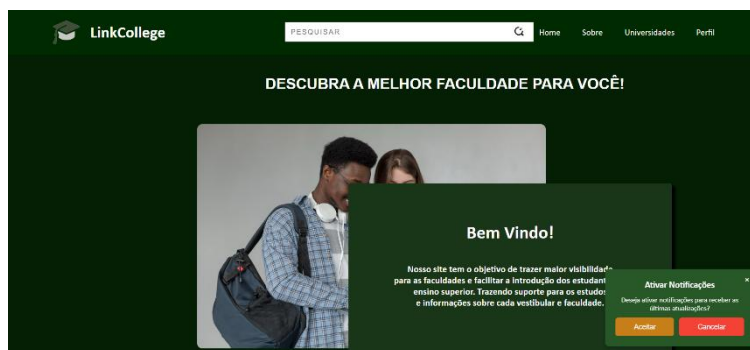 LinkCollege
PESQUISAR
Home
Sobre
Universidades
Perfil
DESCUBRA A MELHOR FACULDADE PARA VOCÊ!
Bem Vindo!
Nosso site tem o objetivo de trazer maior visibilidade
para as faculdades e facilitar a introdução dos estudant
ensino superior. Trazendo suporte para os estudos
e informações sobre cada vestibular e faculdade.
×
Ativar Notificações
Deseja ativar notificações para receber as
últimas atualizações?
Aceitar
Cancelar